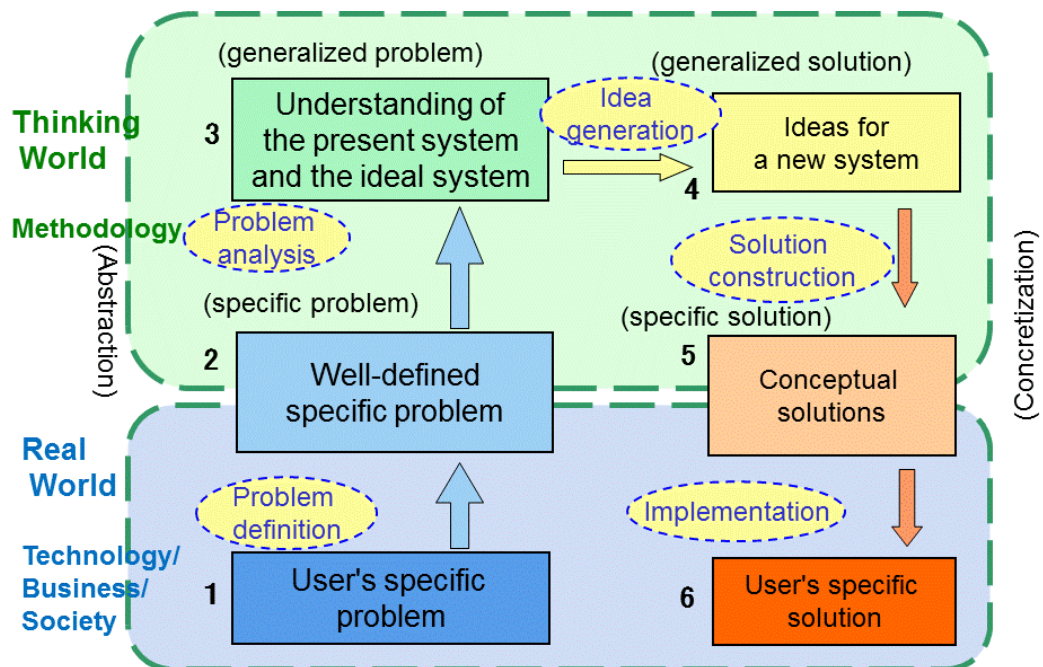 (generalized problem)
(generalized solution)
Thinking
World
3
Understanding of
the present system
and the ideal system
Idea
generation
4
Ideas for
a new system
Methodology
Problem
analysis
Solution
construction
(Abstraction)
(Concretization)
(specific problem)
(specific solution)
2
Well-defined
specific problem
5
Conceptual
solutions
Real
World
Problem
definition
Implementation
Technology/
Business/
Society
1
User's specific
problem
6
User's specific
solution